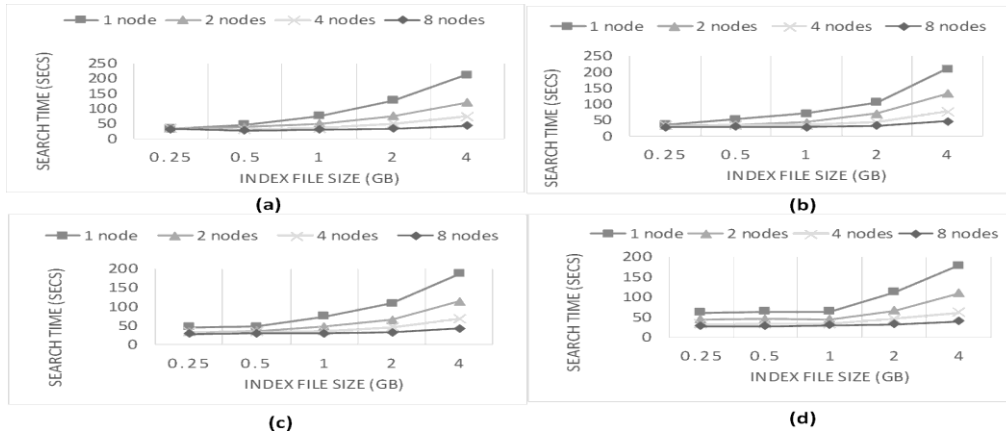 1 node 2 nodes 4 nodes 8 nodes
SEARCH TIME (SECS)
250
200
150
100
50
0
0.25 0.5 1 2 4
INDEX FILE SIZE (GB)
(a)
1 node 2 nodes 4 nodes 8 nodes
SEARCH TIME (SECS)
250
200
150
100
50
0
0.25 0.5 1 2 4
INDEX FILE SIZE (GB)
(b)
1 node 2 nodes 4 nodes 8 nodes
SEARCH TIME (SECS)
200
150
100
50
0
0.25 0.5 1 2 4
INDEX FILE SIZE (GB)
(c)
1 node 2 nodes 4 nodes 8 nodes
SEARCH TIME (SECS)
200
150
100
50
0
0.25 0.5 1 2 4
INDEX FILE SIZE (GB)
(d)